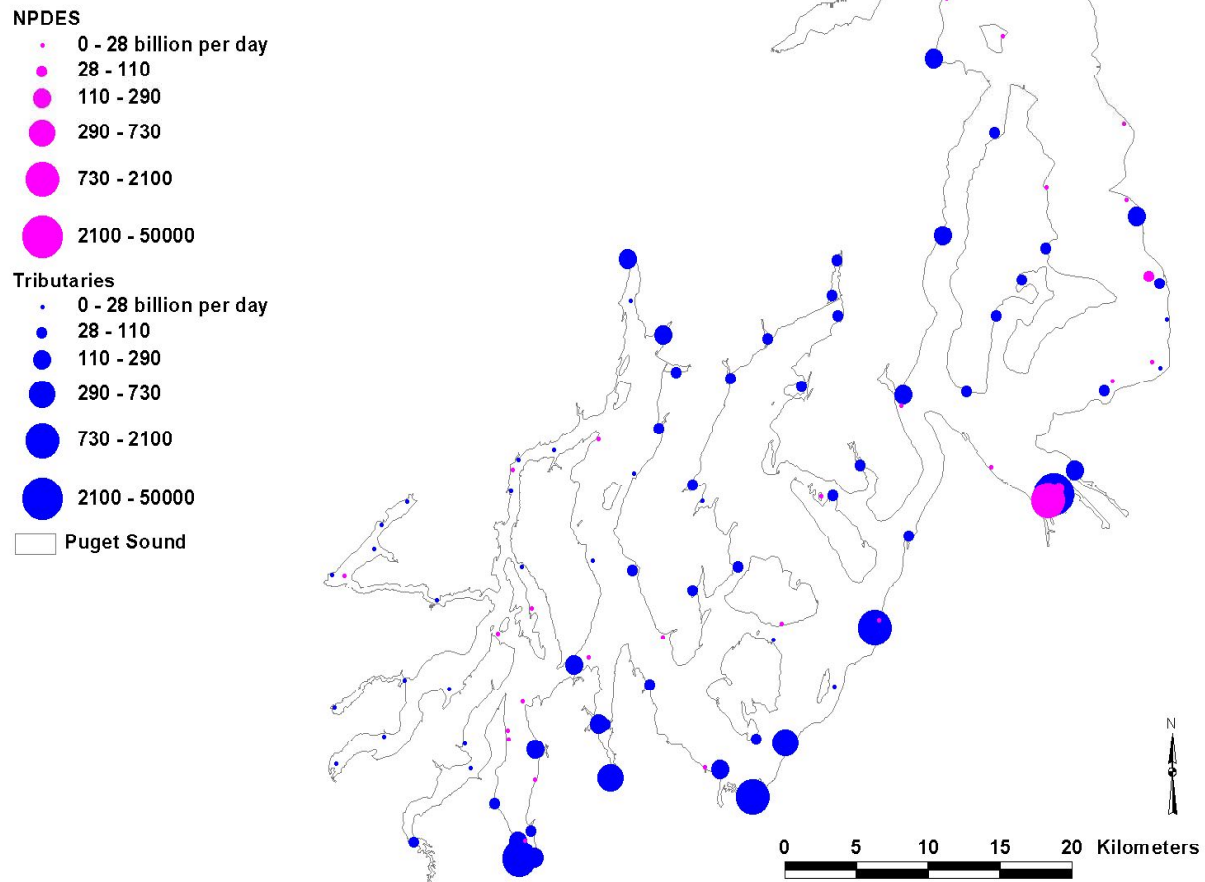 NPDES
0 - 28 billion per day
28 - 110
110 - 290
290 - 730
730 - 2100
2100 - 50000
Tributaries
0 - 28 billion per day
28 - 110
110 - 290
290 - 730
730 - 2100
2100 - 50000
Puget Sound
N
0 5 10 15 20 Kilometers